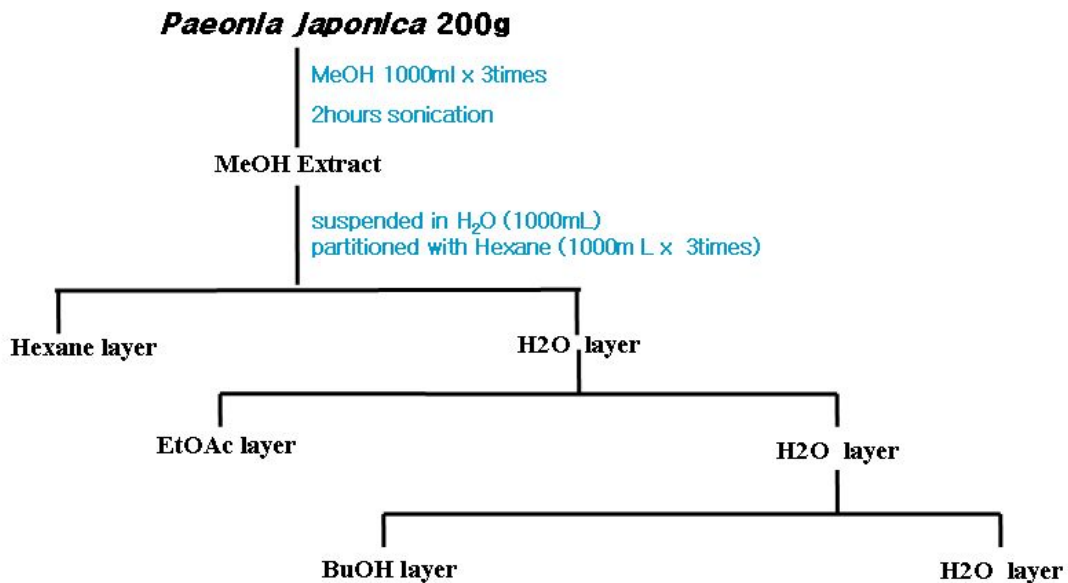 Paeonia japonica 200g
MeOH 1000ml x 3times
2hours sonication
MeOH Extract
suspended in H₂O (1000mL)
partitioned with Hexane (1000m L x 3times)
Hexane layer
H2O layer
EtOAc layer
H2O layer
BuOH layer
H2O layer